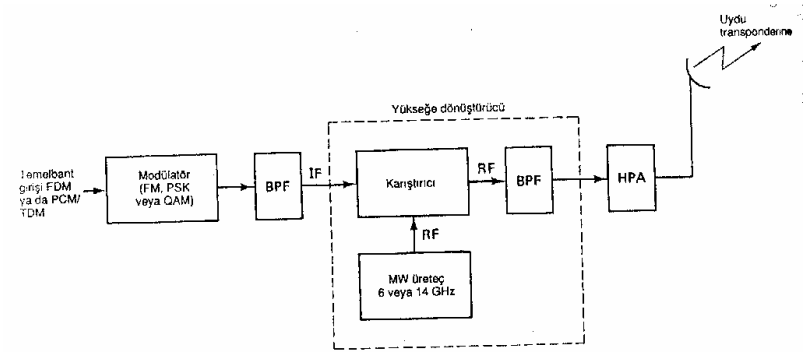 Uydu
transponderine
Yükseğe dönüştürücü
Temelbant
girişi FDM
ya da PCM/
TDM
Modülatör
(FM, PSK
veya QAM)
BPF
IF
Karıştırıcı
RF
BPF
HPA
RF
MW üreteç
6 veya 14 GHz